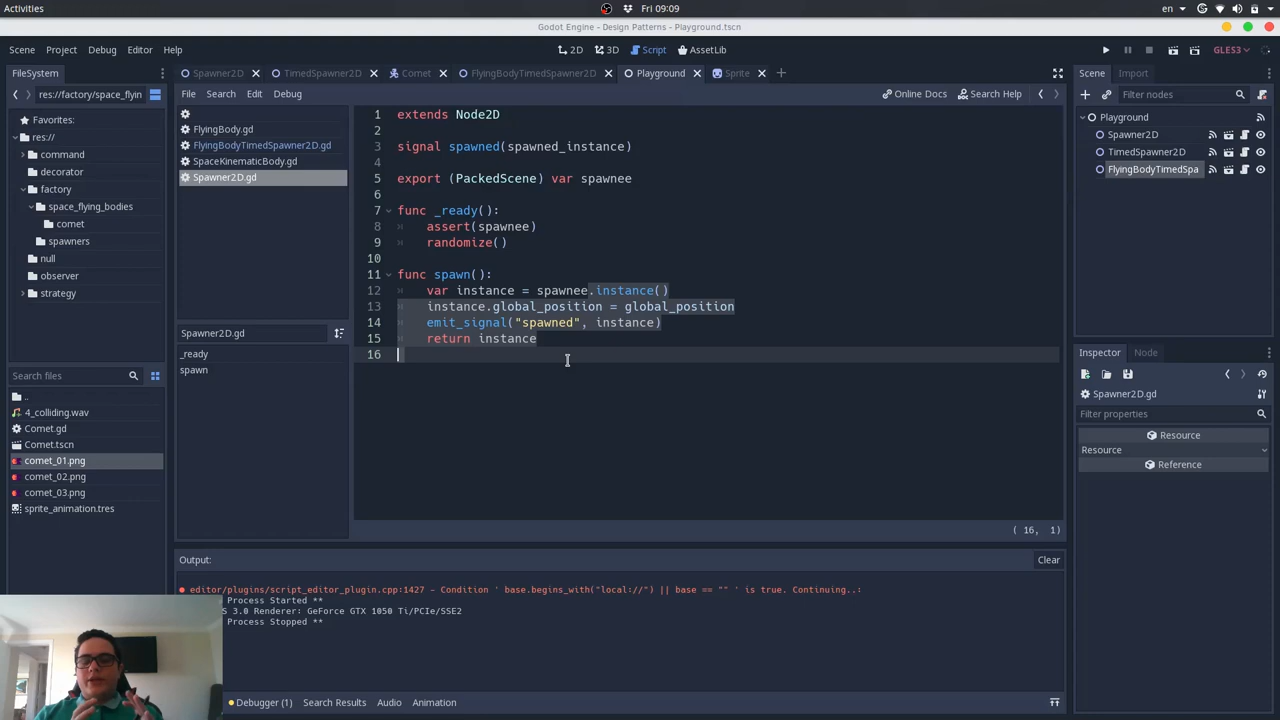 Activities
Fri 09:09
en
Godot Engine - Design Patterns - Playground.tscn
Scene
Project
Debug
Editor
Help
2D
3D
Script
AssetLib
GLES3
FileSystem
res://factory/space_flyin
Favorites:
res://
command
decorator
factory
space_flying_bodies
comet
spawners
null
observer
strategy
Search files
..
4_colliding.wav
Comet.gd
Comet.tscn
comet_01.png
comet_02.png
comet_03.png
sprite_animation.tres
Spawner2D
TimedSpawner2D
Comet
FlyingBodyTimedSpawner2D
Playground
Sprite
File
Search
Edit
Debug
Online Docs
Search Help
FlyingBody.gd
FlyingBodyTimedSpawner2D.gd
SpaceKinematicBody.gd
Spawner2D.gd
Spawner2D.gd
_ready
spawn
1 extends Node2D
2
3 signal spawned(spawned_instance)
4
5 export (PackedScene) var spawnee
6
7 func _ready():
8 assert(spawnee)
9 randomize()
10
11 func spawn():
12 var instance = spawnee.instance()
13 instance.global_position = global_position
14 emit_signal("spawned", instance)
15 return instance
16
( 16, 1)
Output:
Clear
editor/plugins/script_editor_plugin.cpp:1427 - Condition ' base.begins_with("local://") || base == "" ' is true. Continuing..:
Process Started **
S 3.0 Renderer: GeForce GTX 1050 Ti/PCIe/SSE2
Process Stopped **
Debugger (1)
Search Results
Audio
Animation
Scene
Import
Filter nodes
Playground
Spawner2D
TimedSpawner2D
FlyingBodyTimedSpa
Inspector
Node
Spawner2D.gd
Filter properties
Resource
Resource
Reference